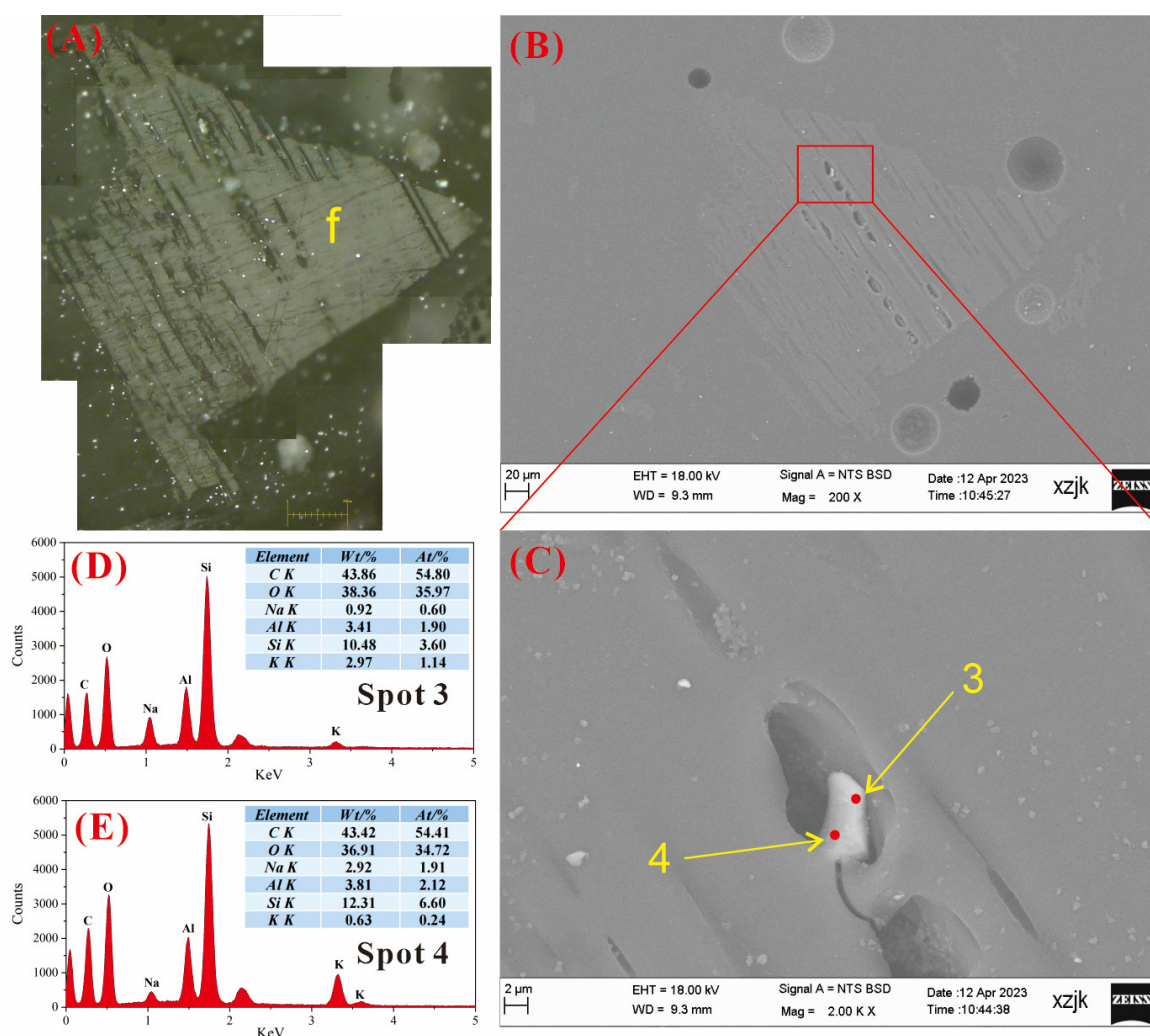 (A)
f
(B)
20 µm
EHT = 18.00 kV
WD = 9.3 mm
Signal A = NTS BSD
Mag = 200 X
Date :12 Apr 2023
Time :10:45:27
xzjk
ZEISS
(C)
3
4
2 µm
EHT = 18.00 kV
WD = 9.3 mm
Signal A = NTS BSD
Mag = 2.00 K X
Date :12 Apr 2023
Time :10:44:38
xzjk
ZEISS
(D)
Counts
6000
5000
4000
3000
2000
1000
0
C
O
Na
Al
Si
K
0 1 2 3 4 5
KeV
Element Wt/% At/%
C K 43.86 54.80
O K 38.36 35.97
Na K 0.92 0.60
Al K 3.41 1.90
Si K 10.48 3.60
K K 2.97 1.14
Spot 3
(E)
Counts
6000
5000
4000
3000
2000
1000
0
C
O
Na
Al
Si
K
K
0 1 2 3 4 5
KeV
Element Wt/% At/%
C K 43.42 54.41
O K 36.91 34.72
Na K 2.92 1.91
Al K 3.81 2.12
Si K 12.31 6.60
K K 0.63 0.24
Spot 4